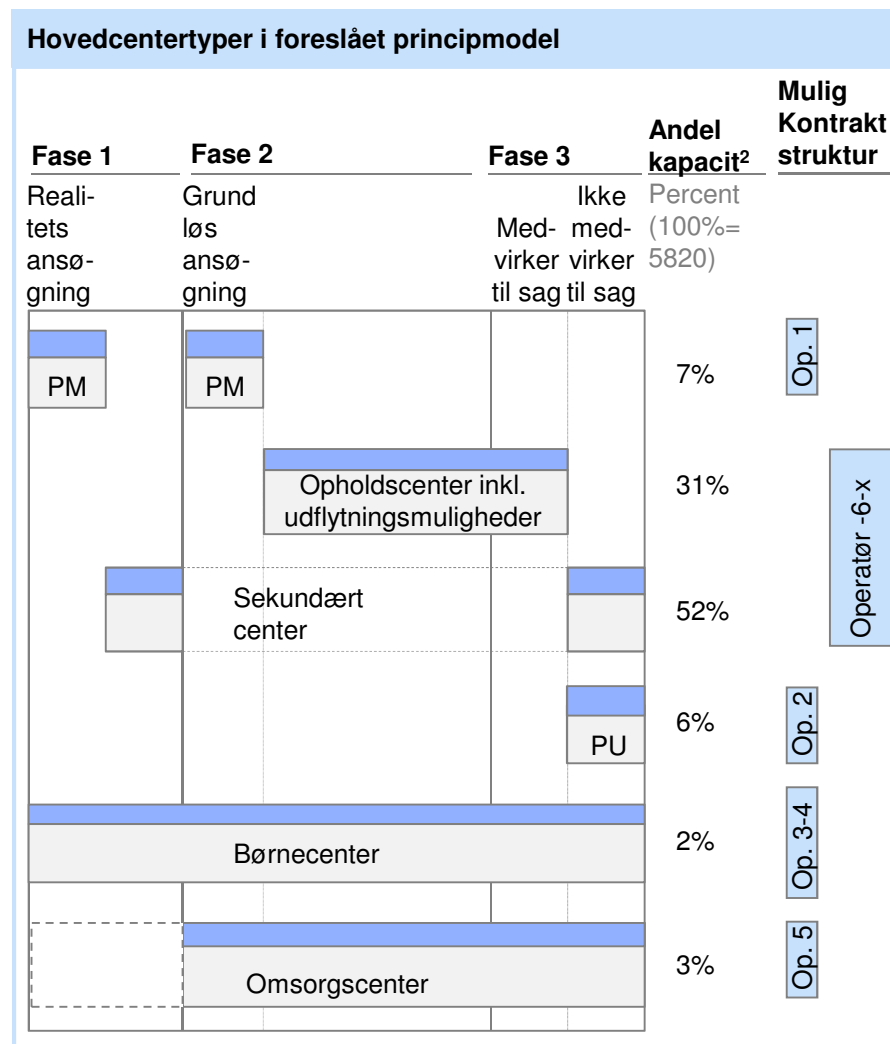 Hovedcentertyper i foreslået principmodel
Fase 1
Fase 2
Fase 3
Andel
kapacit²
Mulig
Kontrakt
struktur
Reali-
tets
ansø-
gning
Grund
løs
ansø-
gning
Med-
virker
til sag
Ikke
med-
virker
til sag
Percent
(100%=
5820)
PM
PM
7%
Op. 1
Opholdscenter inkl.
udflytningsmuligheder
31%
Operatør -6-x
Sekundært
center
52%
PU
6%
Op. 2
Børnecenter
2%
Op. 3-4
Omsorgscenter
3%
Op. 5